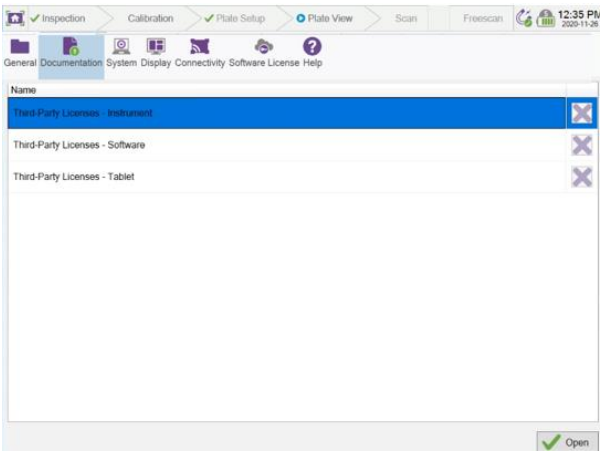 Inspection Calibration Plate Setup Plate View Scan Freescan 12:35 PM
2020-11-26
General Documentation System Display Connectivity Software License Help
Name
Third-Party Licenses - Instrument
Third-Party Licenses - Software
Third-Party Licenses - Tablet
Open